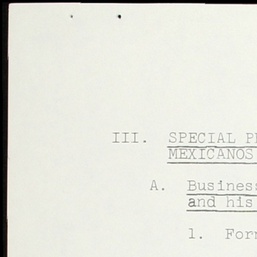 III. SPECIAL P
MEXICANOS
A. Business
and his
1. For